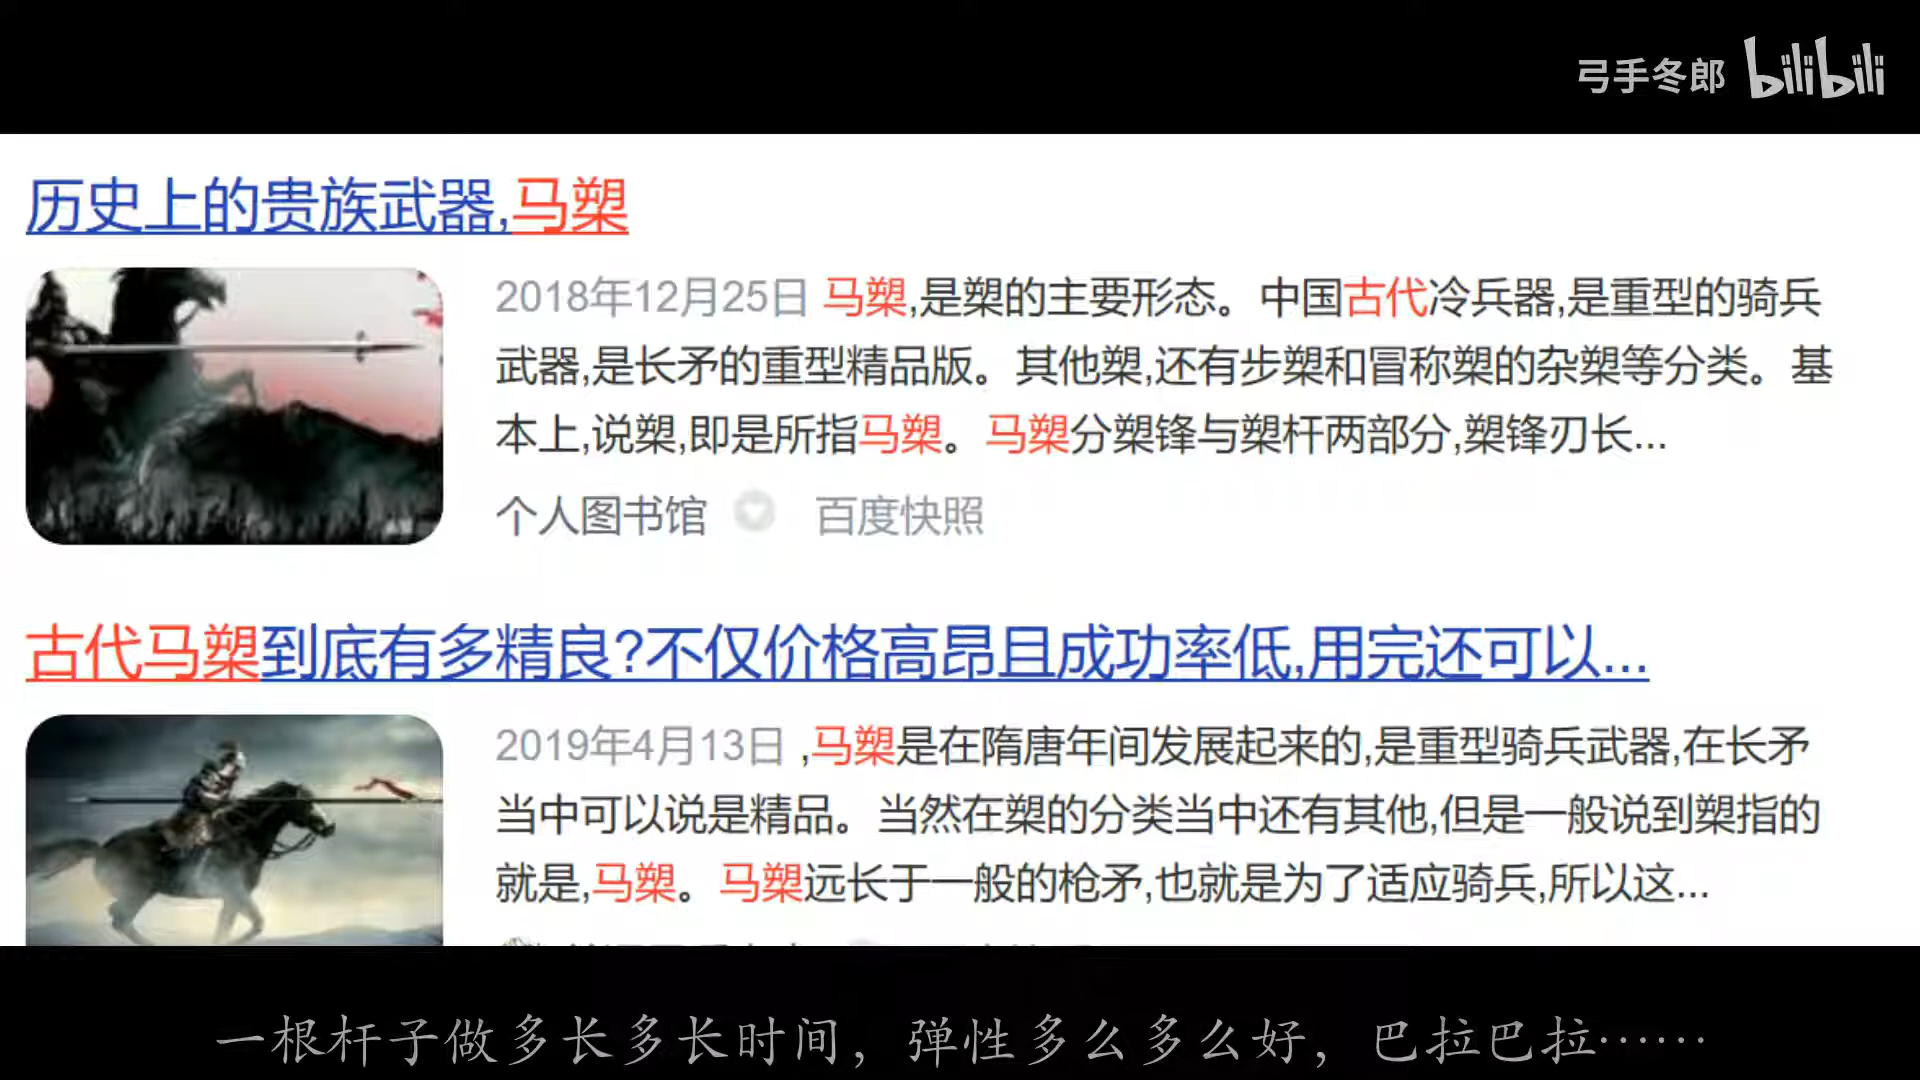 弓手冬郎 bilibili
历史上的贵族武器,马槊
2018年12月25日 马槊,是槊的主要形态。中国古代冷兵器,是重型的骑兵
武器,是长矛的重型精品版。其他槊,还有步槊和冒称槊的杂槊等分类。基
本上,说槊,即是所指马槊。马槊分槊锋与槊杆两部分,槊锋刃长...
个人图书馆 百度快照
古代马槊到底有多精良?不仅价格高昂且成功率低,用完还可以...
2019年4月13日 ,马槊是在隋唐年间发展起来的,是重型骑兵武器,在长矛
当中可以说是精品。当然在槊的分类当中还有其他,但是一般说到槊指的
就是,马槊。马槊远长于一般的枪矛,也就是为了适应骑兵,所以这...
一根杆子做多长多长时间，弹性多么多么好，巴拉巴拉……